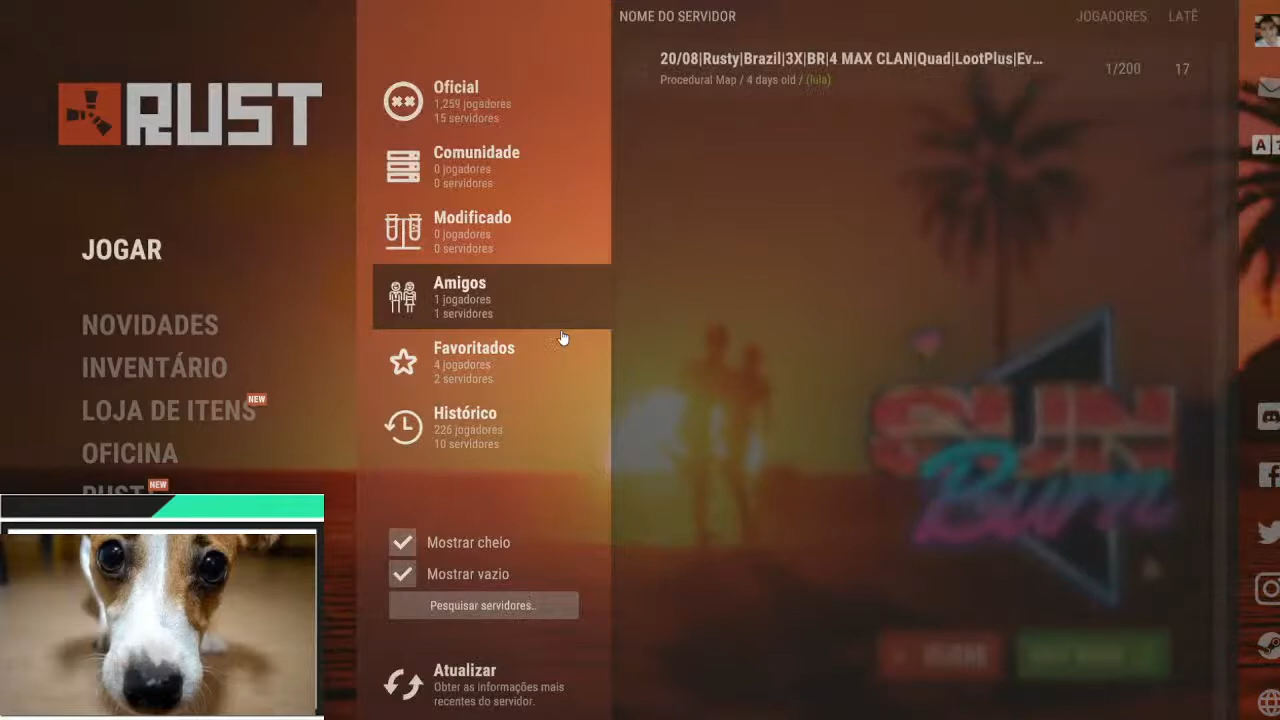 RUST
JOGAR
NOVIDADES
INVENTÁRIO
LOJA DE ITENS NEW
OFICINA
RUST NEW
Oficial
1,259 jogadores
15 servidores
Comunidade
0 jogadores
0 servidores
Modificado
0 jogadores
0 servidores
Amigos
1 jogadores
1 servidores
Favoritados
4 jogadores
2 servidores
Histórico
226 jogadores
10 servidores
Mostrar cheio
Mostrar vazio
Pesquisar servidores..
Atualizar
Obter as informações mais
recentes do servidor.
NOME DO SERVIDOR JOGADORES LATÊ
20/08|Rusty|Brazil|3X|BR|4 MAX CLAN|Quad|LootPlus|Ev... 1/200 17
Procedural Map / 4 days old / (lula)
SUN
Burn